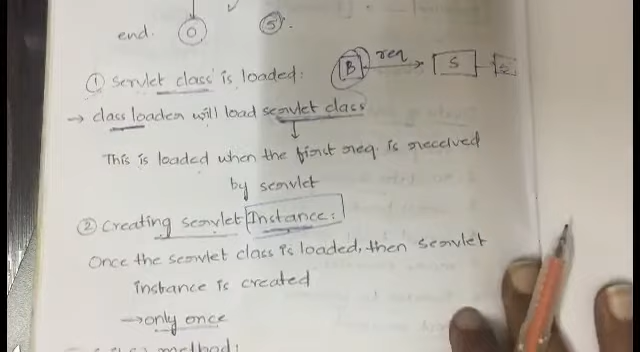 end. 0 5
① Servlet class is loaded:
B req S
→ class loader will load servlet class
This is loaded when the first req. is received
by servlet
② Creating servlet Instance:
Once the servlet class is loaded, then servlet
instance is created
→ only once
method: